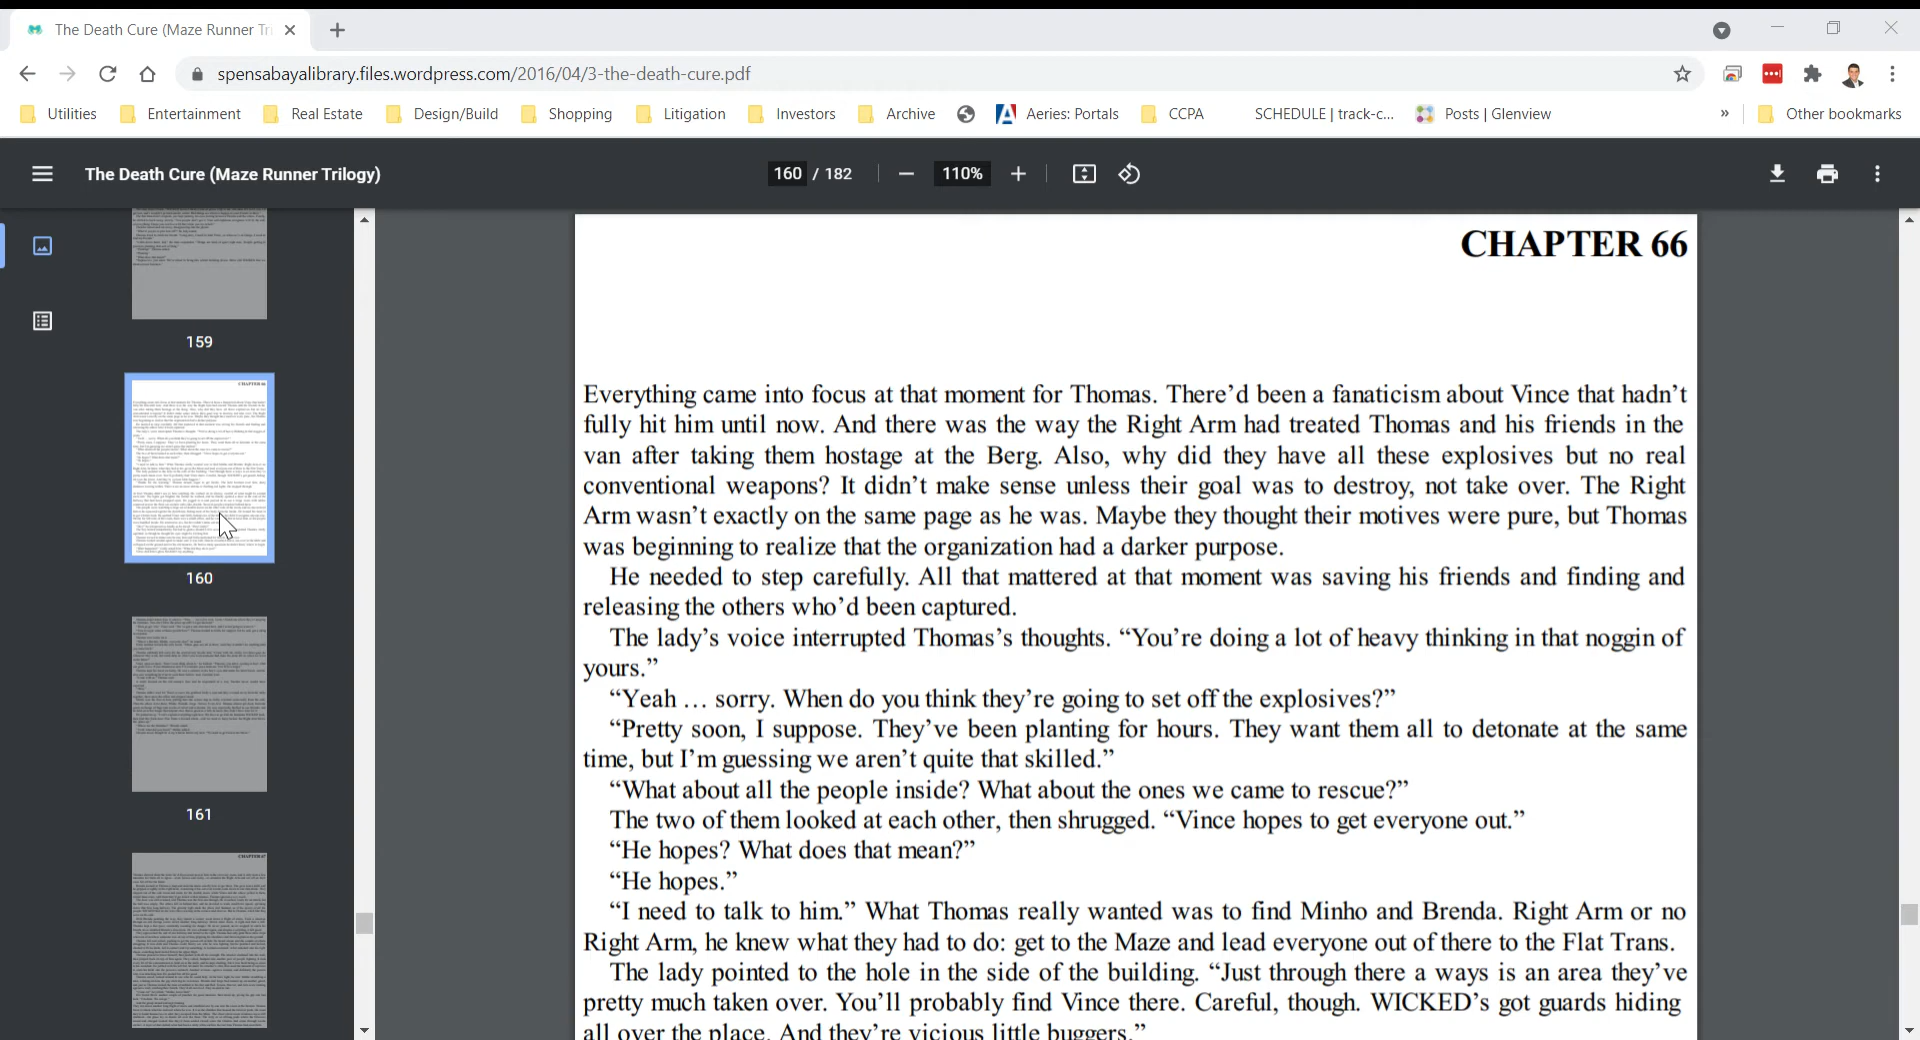 The Death Cure (Maze Runner Tri
spensabayalibrary.files.wordpress.com/2016/04/3-the-death-cure.pdf
Utilities Entertainment Real Estate Design/Build Shopping Litigation Investors Archive Aeries: Portals CCPA SCHEDULE | track-c... Posts | Glenview » Other bookmarks
The Death Cure (Maze Runner Trilogy) 160 / 182 110%
159
160
161
CHAPTER 66
Everything came into focus at that moment for Thomas. There’d been a fanaticism about Vince that hadn’t
fully hit him until now. And there was the way the Right Arm had treated Thomas and his friends in the
van after taking them hostage at the Berg. Also, why did they have all these explosives but no real
conventional weapons? It didn’t make sense unless their goal was to destroy, not take over. The Right
Arm wasn’t exactly on the same page as he was. Maybe they thought their motives were pure, but Thomas
was beginning to realize that the organization had a darker purpose.
He needed to step carefully. All that mattered at that moment was saving his friends and finding and
releasing the others who’d been captured.
The lady’s voice interrupted Thomas’s thoughts. “You’re doing a lot of heavy thinking in that noggin of
yours.”
“Yeah … sorry. When do you think they’re going to set off the explosives?”
“Pretty soon, I suppose. They’ve been planting for hours. They want them all to detonate at the same
time, but I’m guessing we aren’t quite that skilled.”
“What about all the people inside? What about the ones we came to rescue?”
The two of them looked at each other, then shrugged. “Vince hopes to get everyone out.”
“He hopes? What does that mean?”
“He hopes.”
“I need to talk to him.” What Thomas really wanted was to find Minho and Brenda. Right Arm or no
Right Arm, he knew what they had to do: get to the Maze and lead everyone out of there to the Flat Trans.
The lady pointed to the hole in the side of the building. “Just through there a ways is an area they’ve
pretty much taken over. You’ll probably find Vince there. Careful, though. WICKED’s got guards hiding
all over the place. And they’re vicious little buggers.”